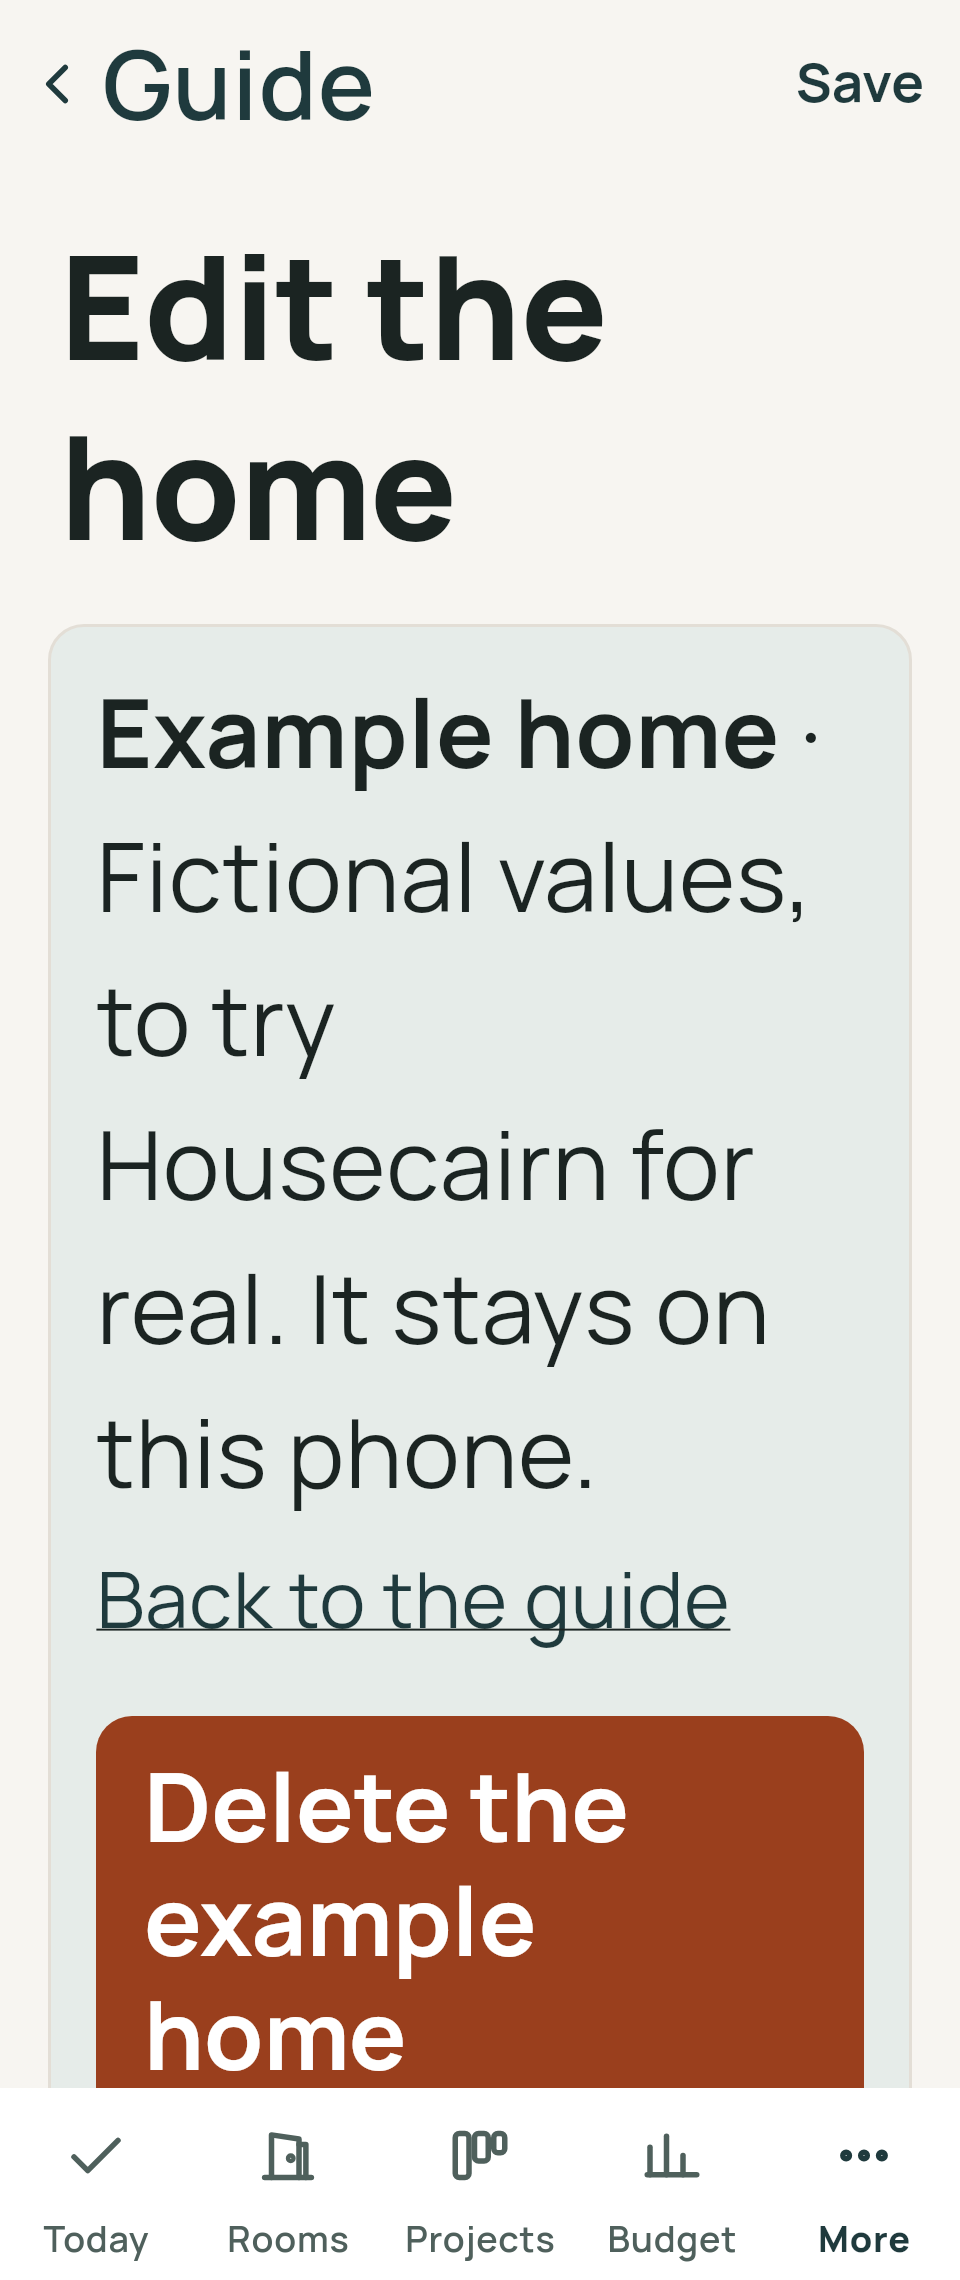 Guide
Save
Edit the
home
Example home ·
Fictional values,
to try
Housecairn for
real. It stays on
this phone.
Back to the guide
Delete the
example
home
Today
Rooms
Projects
Budget
More